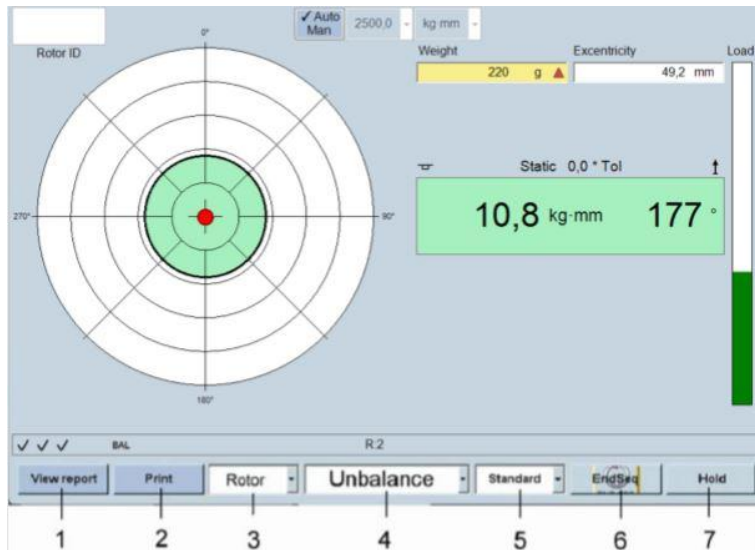 Auto
Man
2500,0
kg mm
Rotor ID
0°
Weight
Excentricity
Load
220 g
49,2 mm
Static 0,0 * Tol
270°
90°
10,8 kg·mm 177 °
180°
BAL
R:2
View report
Print
Rotor
Unbalance
Standard
EndSeq
Hold
1 2 3 4 5 6 7